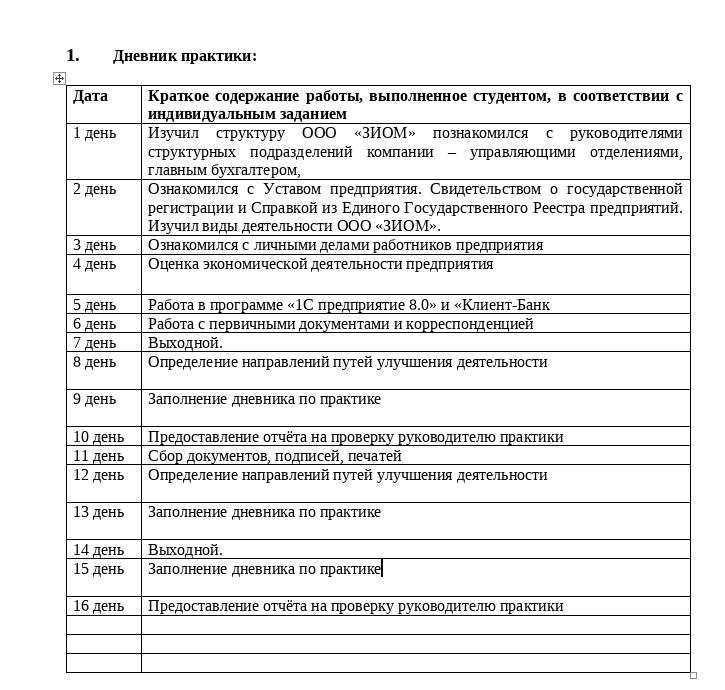 1. Дневник практики:
Дата
Краткое содержание работы, выполненное студентом, в соответствии с
индивидуальным заданием
1 день
Изучил структуру ООО «ЗИОМ» познакомился с руководителями
структурных подразделений компании – управляющими отделениями,
главным бухгалтером,
2 день
Ознакомился с Уставом предприятия. Свидетельством о государственной
регистрации и Справкой из Единого Государственного Реестра предприятий.
Изучил виды деятельности ООО «ЗИОМ».
3 день
Ознакомился с личными делами работников предприятия
4 день
Оценка экономической деятельности предприятия
5 день
Работа в программе «1С предприятие 8.0» и «Клиент-Банк
6 день
Работа с первичными документами и корреспонденцией
7 день
Выходной.
8 день
Определение направлений путей улучшения деятельности
9 день
Заполнение дневника по практике
10 день
Предоставление отчёта на проверку руководителю практики
11 день
Сбор документов, подписей, печатей
12 день
Определение направлений путей улучшения деятельности
13 день
Заполнение дневника по практике
14 день
Выходной.
15 день
Заполнение дневника по практике
16 день
Предоставление отчёта на проверку руководителю практики